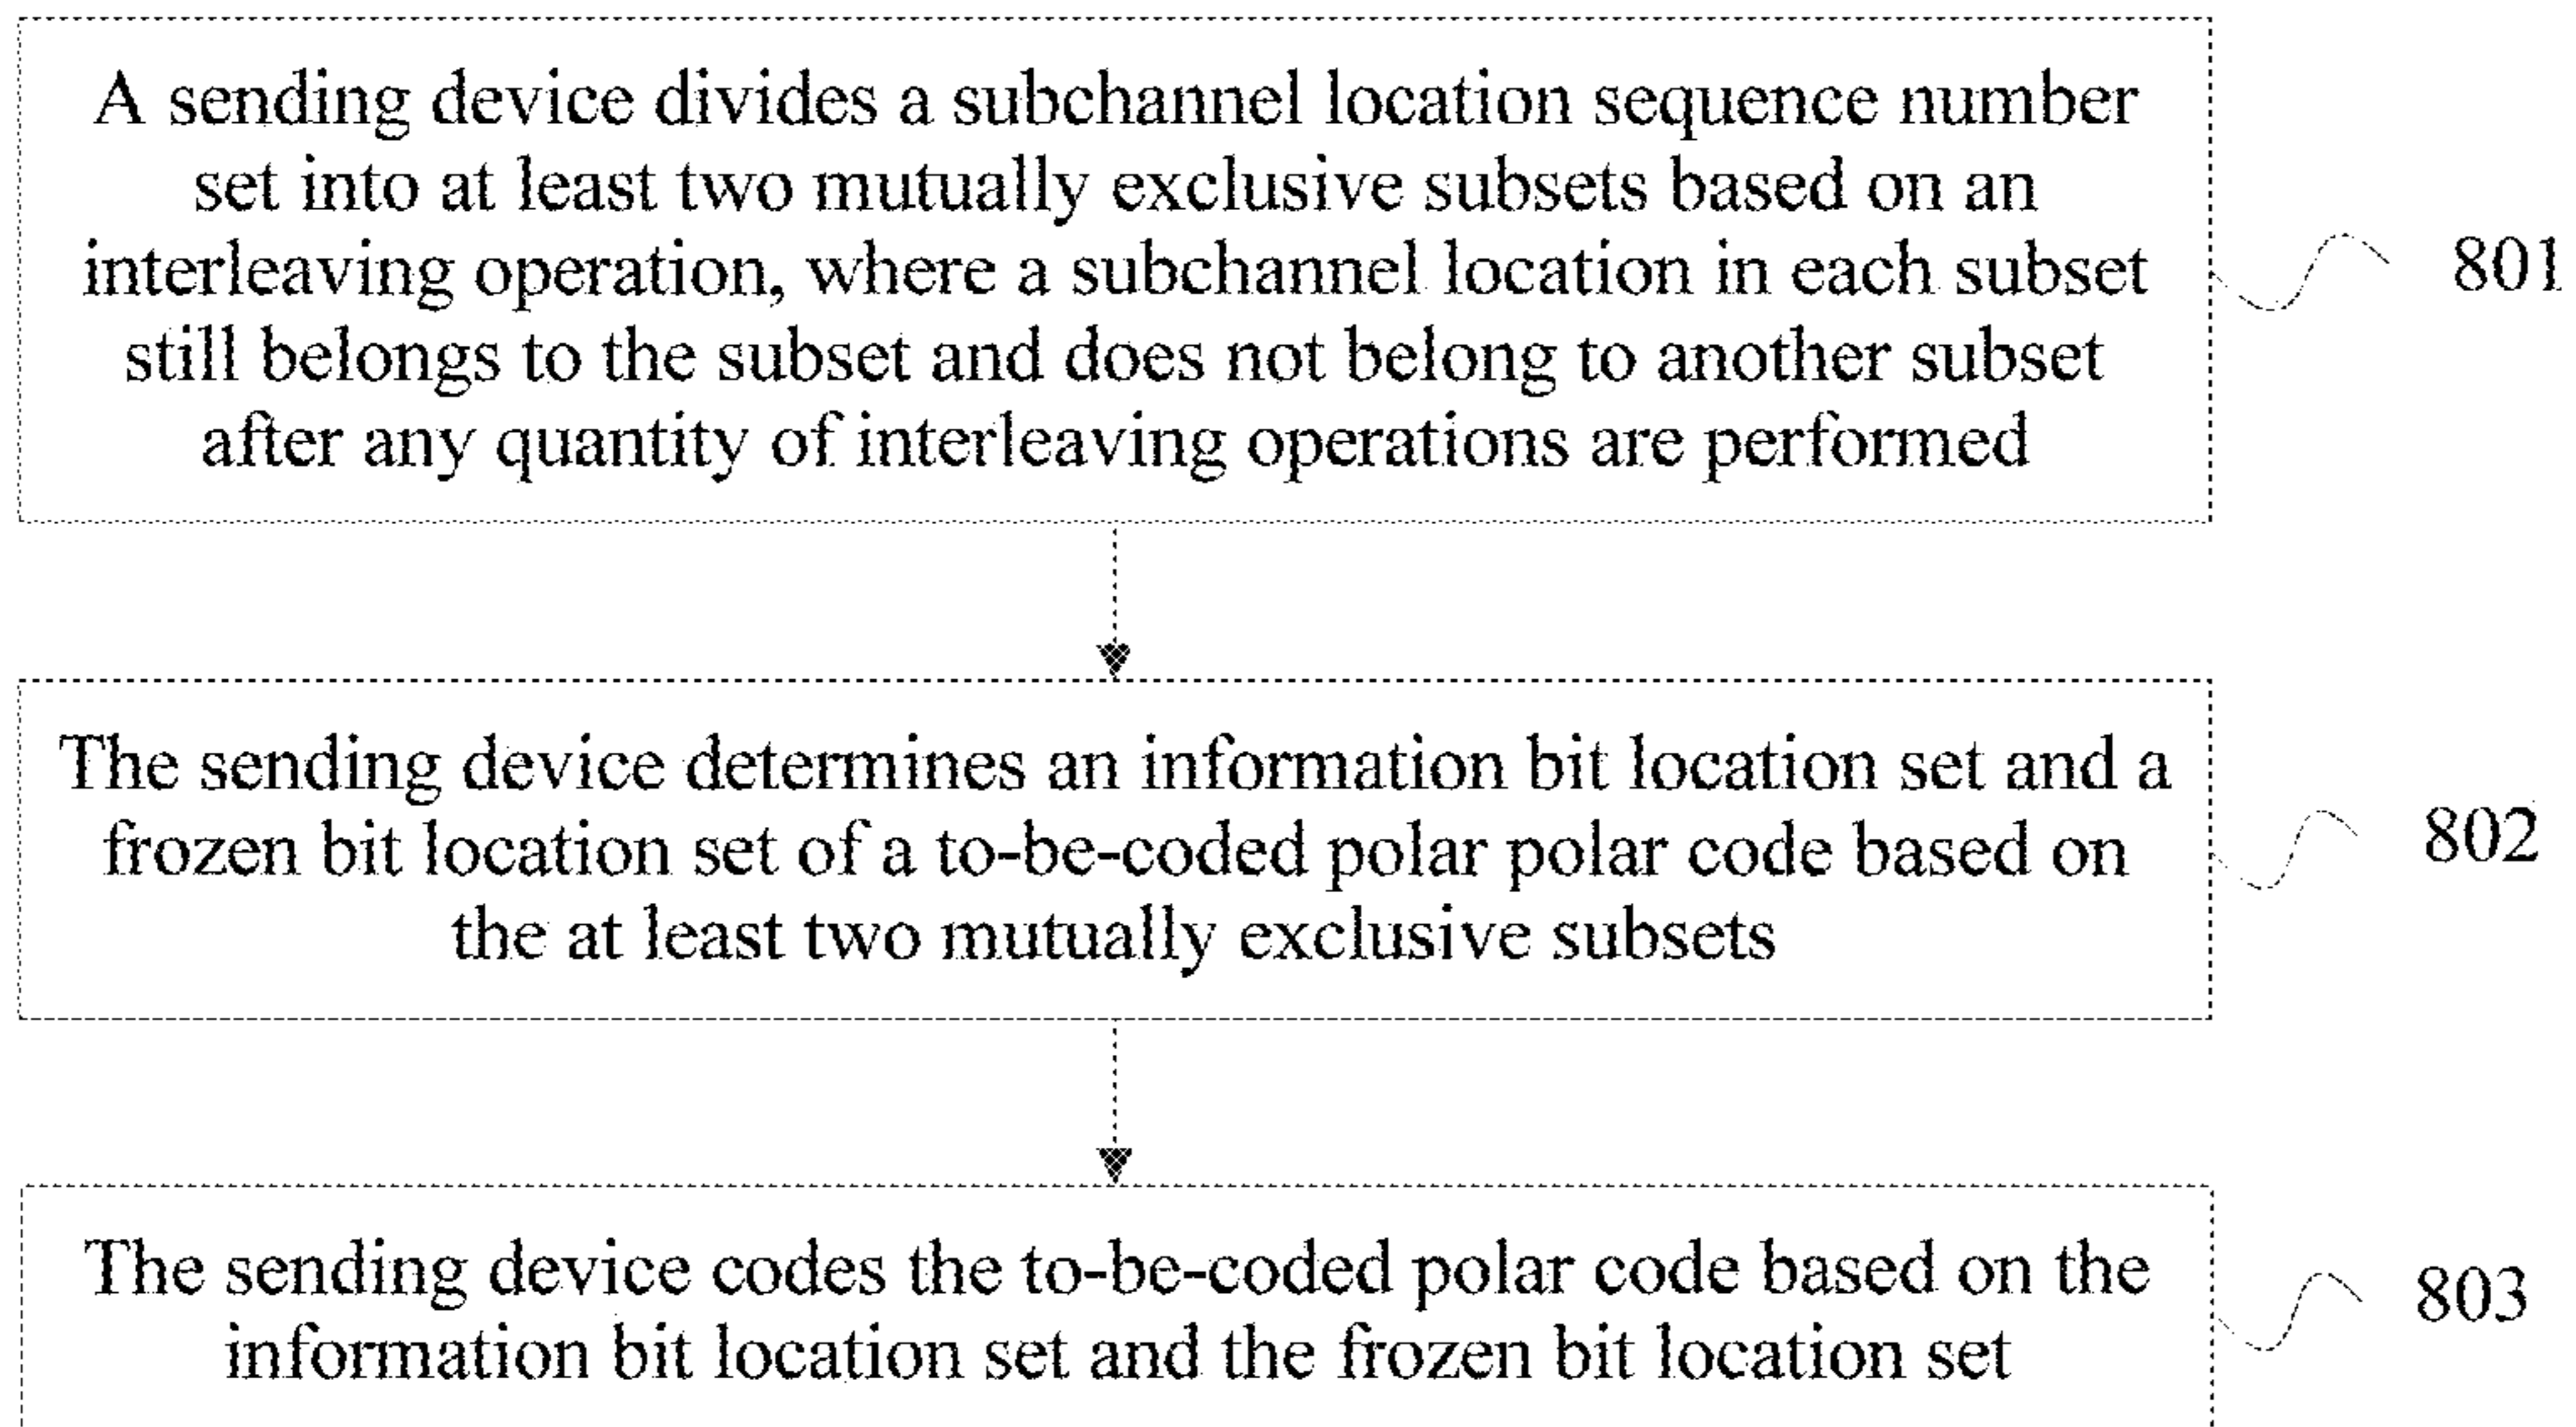 A sending device divides a subchannel location sequence number
set into at least two mutually exclusive subsets based on an
interleaving operation, where a subchannel location in each subset
still belongs to the subset and does not belong to another subset
after any quantity of interleaving operations are performed
801
The sending device determines an information bit location set and a
frozen bit location set of a to-be-coded polar polar code based on
the at least two mutually exclusive subsets
802
The sending device codes the to-be-coded polar code based on the
information bit location set and the frozen bit location set
803